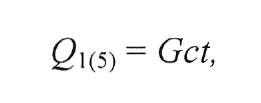 Q1(5) = Gct,